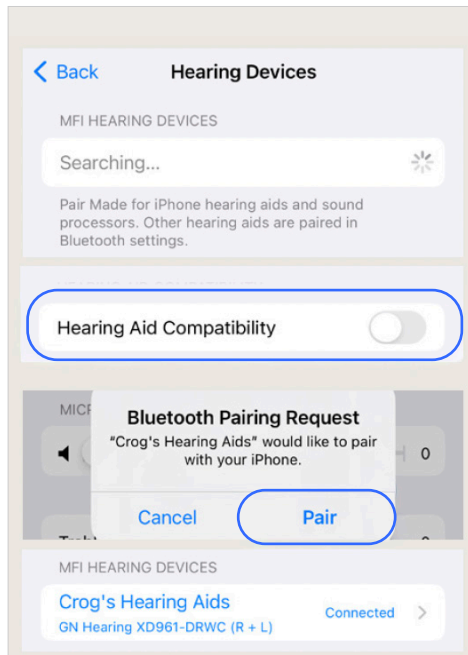 Back Hearing Devices
MFI HEARING DEVICES
Searching...
Pair Made for iPhone hearing aids and sound
processors. Other hearing aids are paired in
Bluetooth settings.
Hearing Aid Compatibility
Bluetooth Pairing Request
"Crog's Hearing Aids" would like to pair
with your iPhone.
0
Cancel Pair
MFI HEARING DEVICES
Crog's Hearing Aids
Connected
GN Hearing XD961-DRWC (R + L)